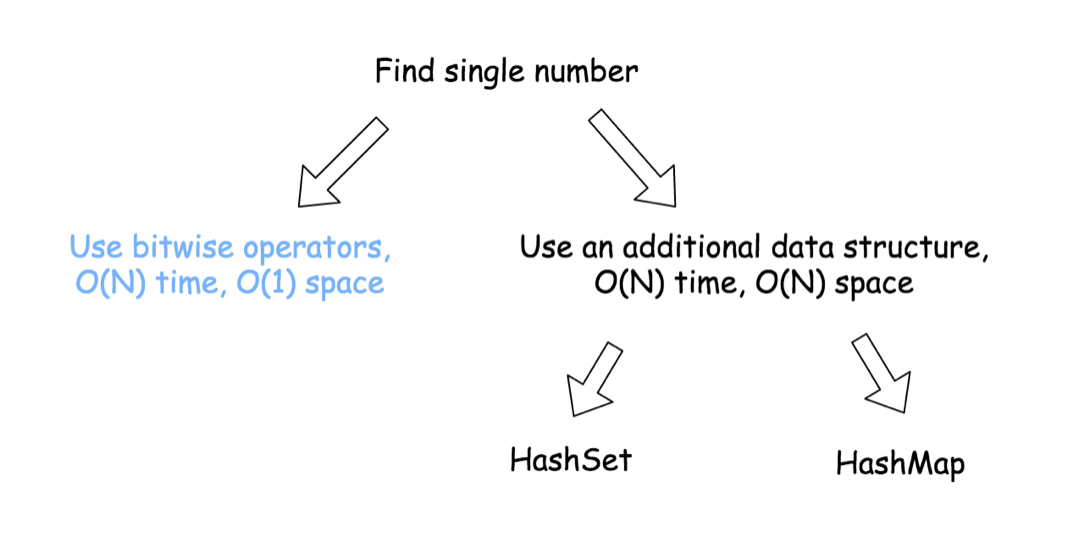 Find single number
Use bitwise operators,
O(N) time, O(1) space
Use an additional data structure,
O(N) time, O(N) space
HashSet
HashMap